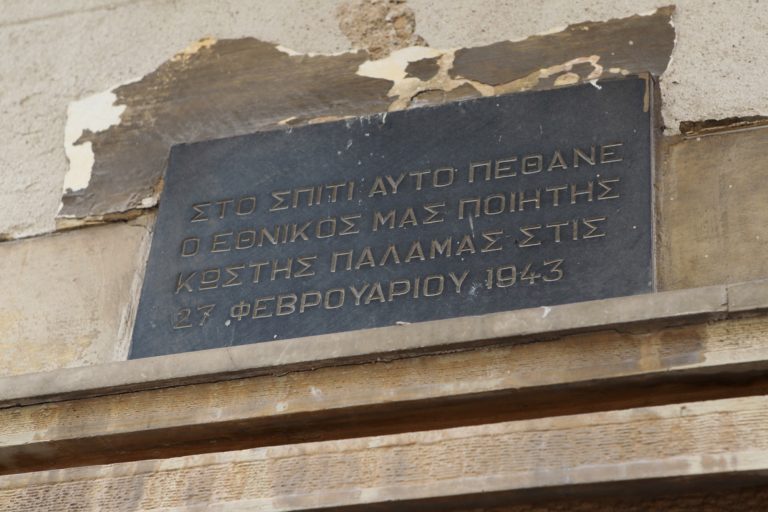 ΣΤΟ ΣΠΙΤΙ ΑΥΤΟ ΠΕΘΑΝΕ
Ο ΕΘΝΙΚΟΣ ΜΑΣ ΠΟΙΗΤΗΣ
ΚΩΣΤΗΣ ΠΑΛΑΜΑΣ ΣΤΙΣ
27 ΦΕΒΡΟΥΑΡΙΟΥ 1943